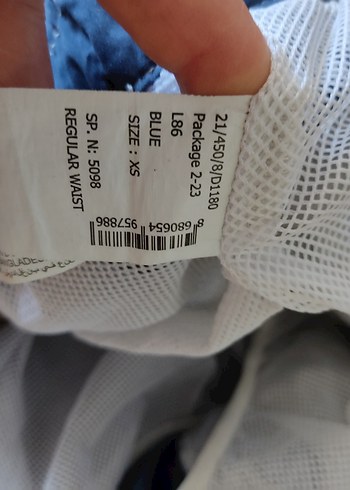 21/450/8/D1180
Package 2-23
L86
BLUE
SIZE : XS
SP. N: 5098
REGULAR WAIST
8 680654 957886